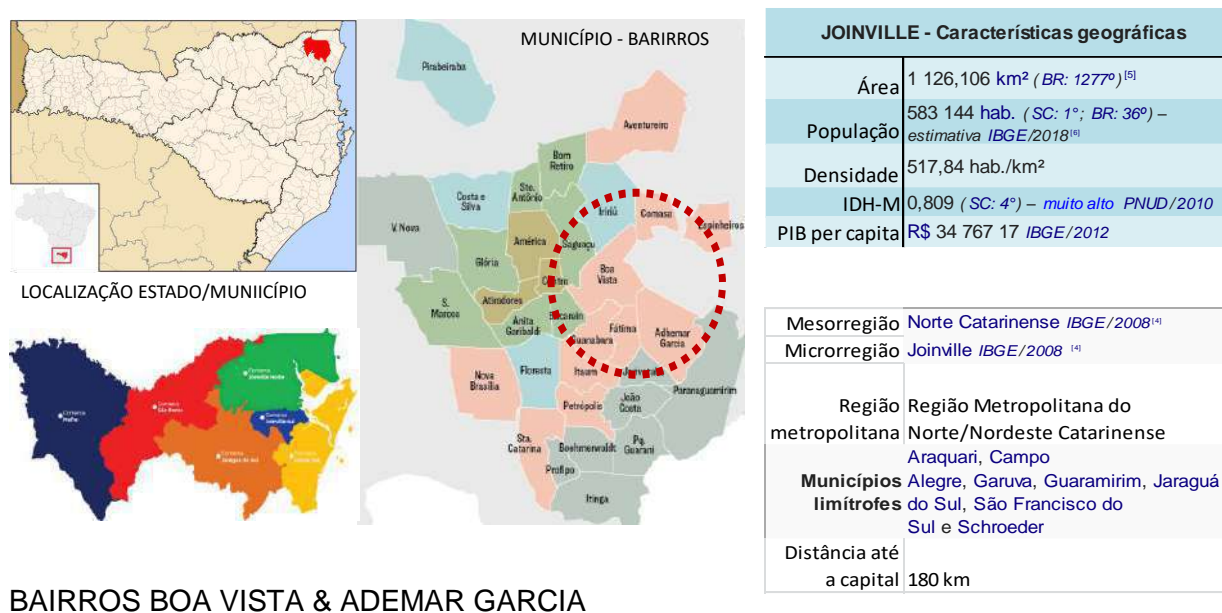 MUNICÍPIO - BARIRROS
Pirabeiraba
Aventureiro
Bom
Retiro
Costa e
Silva
Sto.
Antônio
Iririú
Comasa
Espinheiros
V. Nova
América
Saguaçu
Glória
Boa
Vista
Centro
S.
Marcos
Atiradores
Anita
Garibaldi
Bucarein
Fátima
Guanabara
Adhemar
Garcia
Nova
Brasília
Floresta
Itaum
Jarivatuba
Paranaguamirim
Petrópolis
João
Costa
Sta.
Catarina
Boehmerwaldt
Pq.
Guarani
Profipo
Itinga
LOCALIZAÇÃO ESTADO/MUNIICÍPIO
JOINVILLE - Características geográficas
Área 1 126,106 km² (BR: 1277º)[5]
População 583 144 hab. (SC: 1°; BR: 36º) –
estimativa IBGE/2018[6]
Densidade 517,84 hab./km²
IDH-M 0,809 (SC: 4°) – muito alto PNUD/2010
PIB per capita R$ 34 767 17 IBGE/2012
Mesorregião Norte Catarinense IBGE/2008[4]
Microrregião Joinville IBGE/2008 [4]
Região Região Metropolitana do
metropolitana Norte/Nordeste Catarinense
Araquari, Campo
Municípios Alegre, Garuva, Guaramirim, Jaraguá
limítrofes do Sul, São Francisco do
Sul e Schroeder
Distância até
a capital 180 km
BAIRROS BOA VISTA & ADEMAR GARCIA